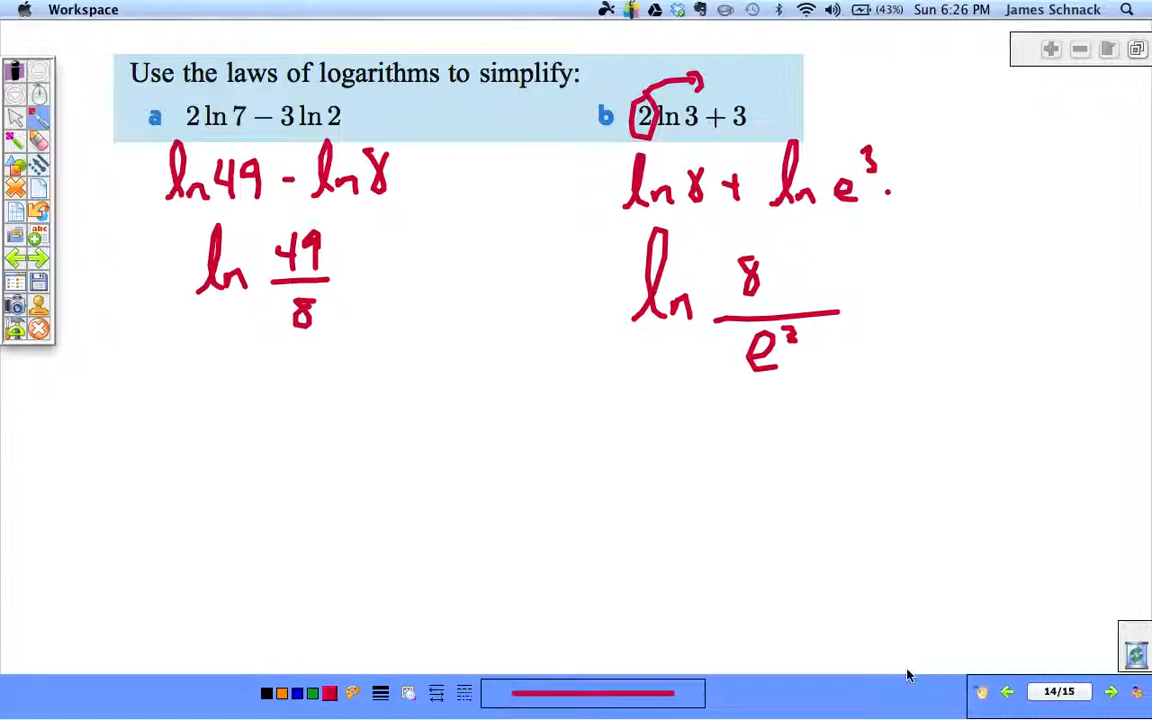 Workspace (43%) Sun 6:26 PM James Schnack
Use the laws of logarithms to simplify:
a 2 ln 7 − 3 ln 2 b 2 ln 3 + 3
ln 49 - ln 8
ln 49/8
ln 8 + ln e³.
ln 8/e³
abc
14/15